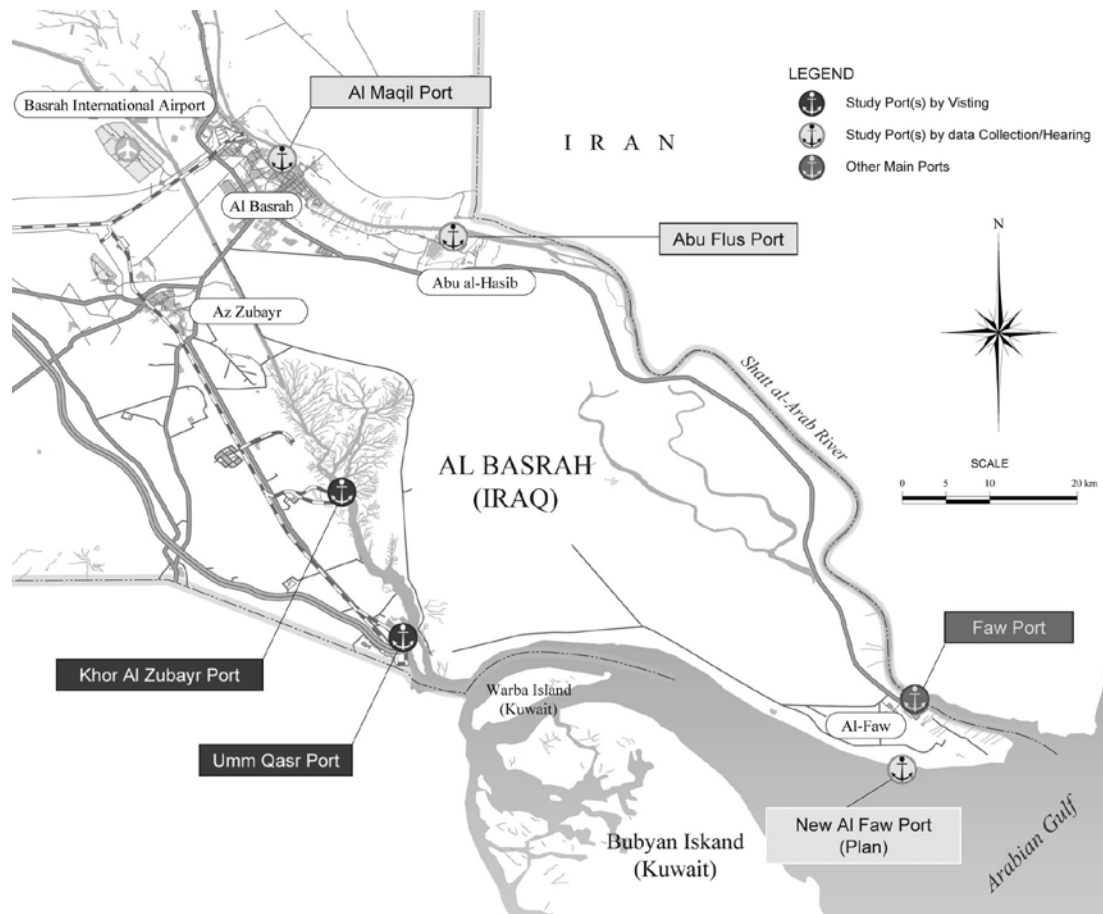 Al Maqil Port
Basrah International Airport
I R A N
LEGEND
Study Port(s) by Visting
Study Port(s) by data Collection/Hearing
Other Main Ports
Al Basrah
Abu Flus Port
Abu al-Hasib
N
Az Zubayr
Shatt al-Arab River
SCALE
0 5 10 20 km
AL BASRAH
(IRAQ)
Faw Port
Khor Al Zubayr Port
Warba Island
(Kuwait)
Al-Faw
Umm Qasr Port
New Al Faw Port
(Plan)
Bubyan Iskand
(Kuwait)
Arabian Gulf